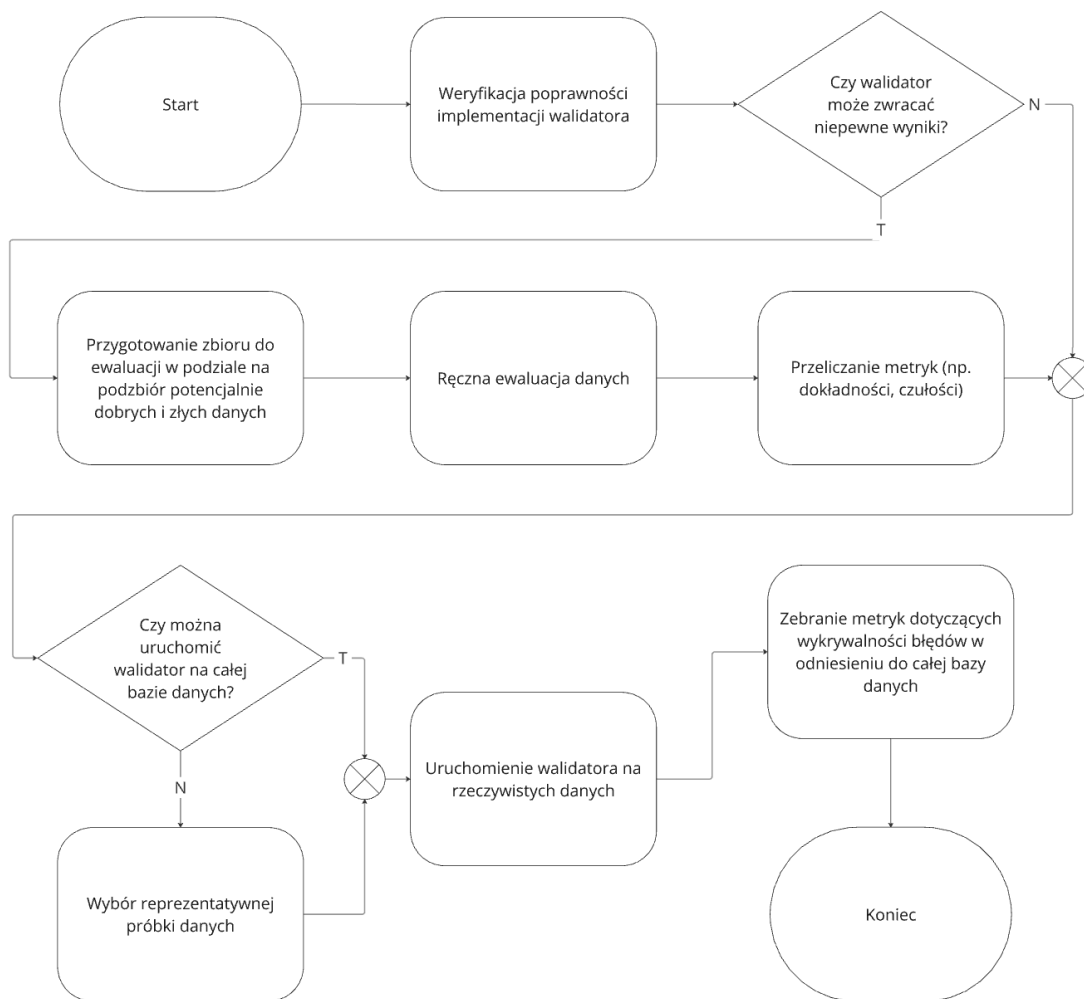 Start
Weryfikacja poprawności
implementacji walidatora
Czy walidator
może zwracać
niepewne wyniki?
N
T
Przygotowanie zbioru do
ewaluacji w podziale na
podzbiór potencjalnie
dobrych i złych danych
Ręczna ewaluacja danych
Przeliczanie metryk (np.
dokładności, czułości)
Czy można
uruchomić
walidator na całej
bazie danych?
T
N
Wybór reprezentatywnej
próbki danych
Uruchomienie walidatora na
rzeczywistych danych
Zebranie metryk dotyczących
wykrywalności błędów w
odniesieniu do całej bazy
danych
Koniec